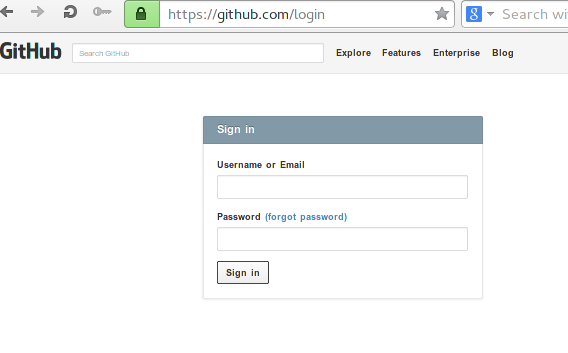 https://github.com/login
Search wi
GitHub
Search GitHub
Explore Features Enterprise Blog
Sign in
Username or Email
Password (forgot password)
Sign in